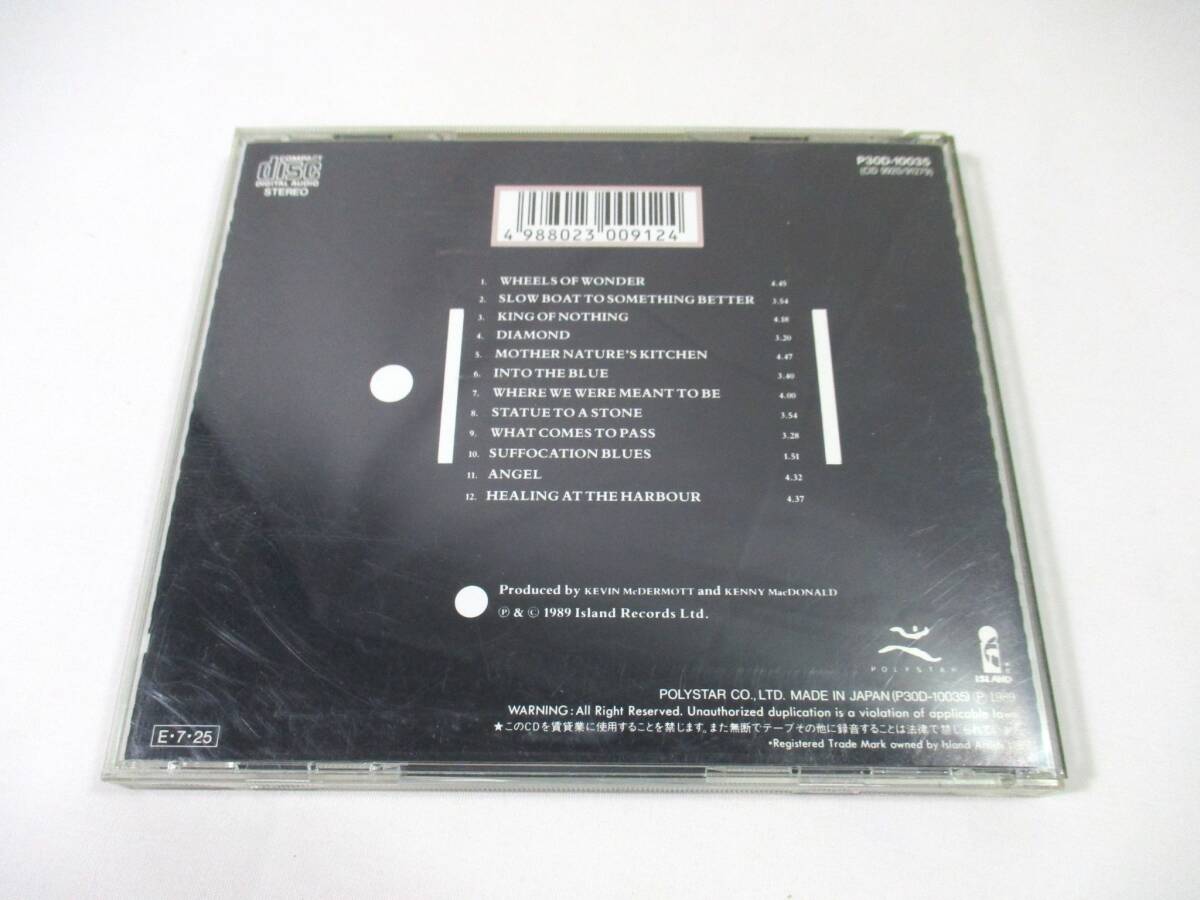 COMPACT
disc
DIGITAL AUDIO
STEREO
P30D-10035
(CID 9920/91279)
4 988023 009124
1. WHEELS OF WONDER 4.45
2. SLOW BOAT TO SOMETHING BETTER 3.54
3. KING OF NOTHING 4.18
4. DIAMOND 3.20
5. MOTHER NATURE'S KITCHEN 4.47
6. INTO THE BLUE 3.40
7. WHERE WE WERE MEANT TO BE 4.00
8. STATUE TO A STONE 3.54
9. WHAT COMES TO PASS 3.28
10. SUFFOCATION BLUES 1.51
11. ANGEL 4.32
12. HEALING AT THE HARBOUR 4.37
Produced by KEVIN McDERMOTT and KENNY MacDONALD
Ⓟ & © 1989 Island Records Ltd.
POLYSTAR
ISLAND
POLYSTAR CO., LTD. MADE IN JAPAN (P30D-10035) Ⓟ 1989
WARNING: All Right Reserved. Unauthorized duplication is a violation of applicable
★このCDを賃貸業に使用することを禁じます。また無断でテープその他に録音することは法律で禁じられて
•Registered Trade Mark owned by Island
E・7・25